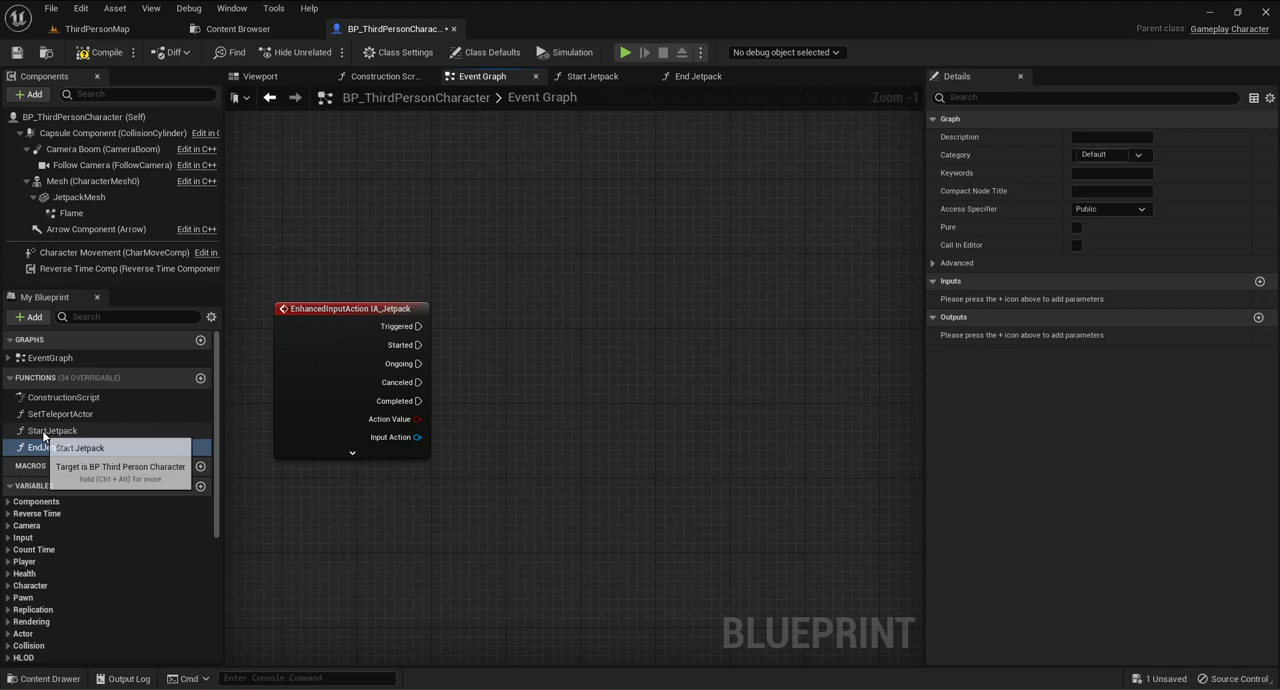 File Edit Asset View Debug Window Tools Help
ThirdPersonMap Content Browser BP_ThirdPersonCharac... • Parent class: Gameplay Character
Compile Diff Find Hide Unrelated Class Settings Class Defaults Simulation No debug object selected
Components Viewport Construction Scr... Event Graph Start Jetpack End Jetpack Details
+ Add Search BP_ThirdPersonCharacter > Event Graph Zoom -1 Search
BP_ThirdPersonCharacter (Self)
Capsule Component (CollisionCylinder) Edit in C
Camera Boom (CameraBoom) Edit in C++
Follow Camera (FollowCamera) Edit in C++
Mesh (CharacterMesh0) Edit in C++
JetpackMesh
Flame
Arrow Component (Arrow) Edit in C++
Character Movement (CharMoveComp) Edit in
Reverse Time Comp (Reverse Time Component
My Blueprint
+ Add Search
GRAPHS
EventGraph
FUNCTIONS (34 OVERRIDABLE)
ConstructionScript
SetTeleportActor
StartJetpack
EndJet
Start Jetpack
Target is BP Third Person Character
hold (Ctrl + Alt) for more
MACROS
VARIABLE
Components
Reverse Time
Camera
Input
Count Time
Player
Health
Character
Pawn
Replication
Rendering
Actor
Collision
HLOD
EnhancedInputAction IA_Jetpack
Triggered
Started
Ongoing
Canceled
Completed
Action Value
Input Action
BLUEPRINT
Graph
Description
Category Default
Keywords
Compact Node Title
Access Specifier Public
Pure
Call In Editor
Advanced
Inputs
Please press the + icon above to add parameters
Outputs
Please press the + icon above to add parameters
Content Drawer Output Log Cmd Enter Console Command 1 Unsaved Source Control